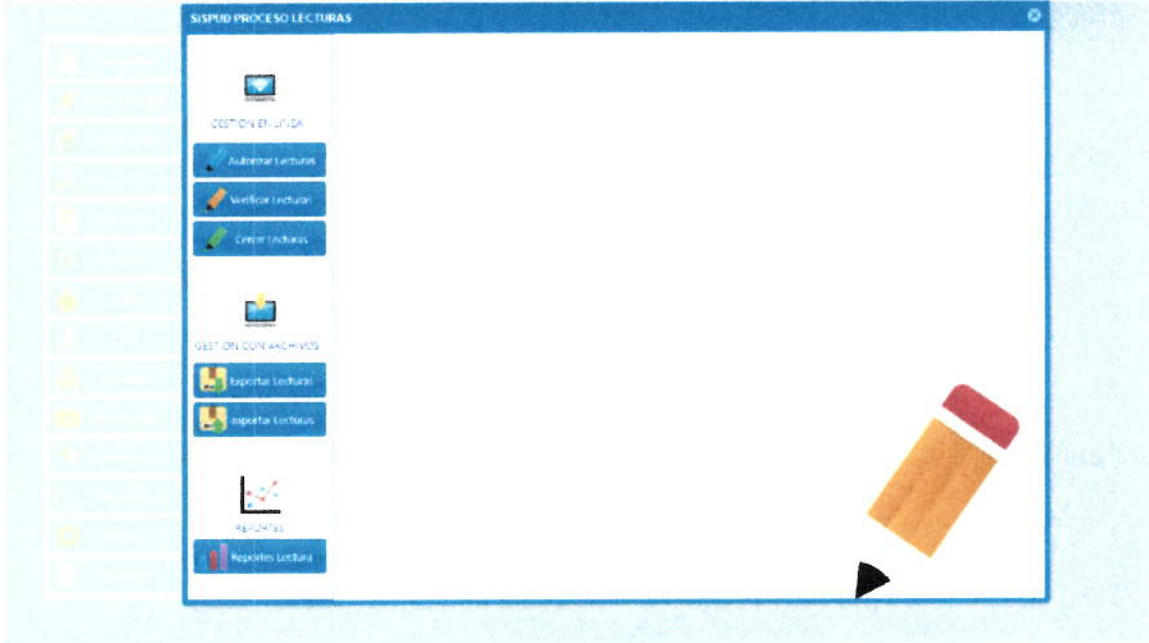 SISPUD PROCESO LECTURAS
GESTION EN LINEA
Autorizar Lecturas
Verificar Lecturas
Cerrar Lecturas
GESTION CON ARCHIVOS
Exportar Lecturas
Importar Lecturas
REPORTES
Reportes Lectura